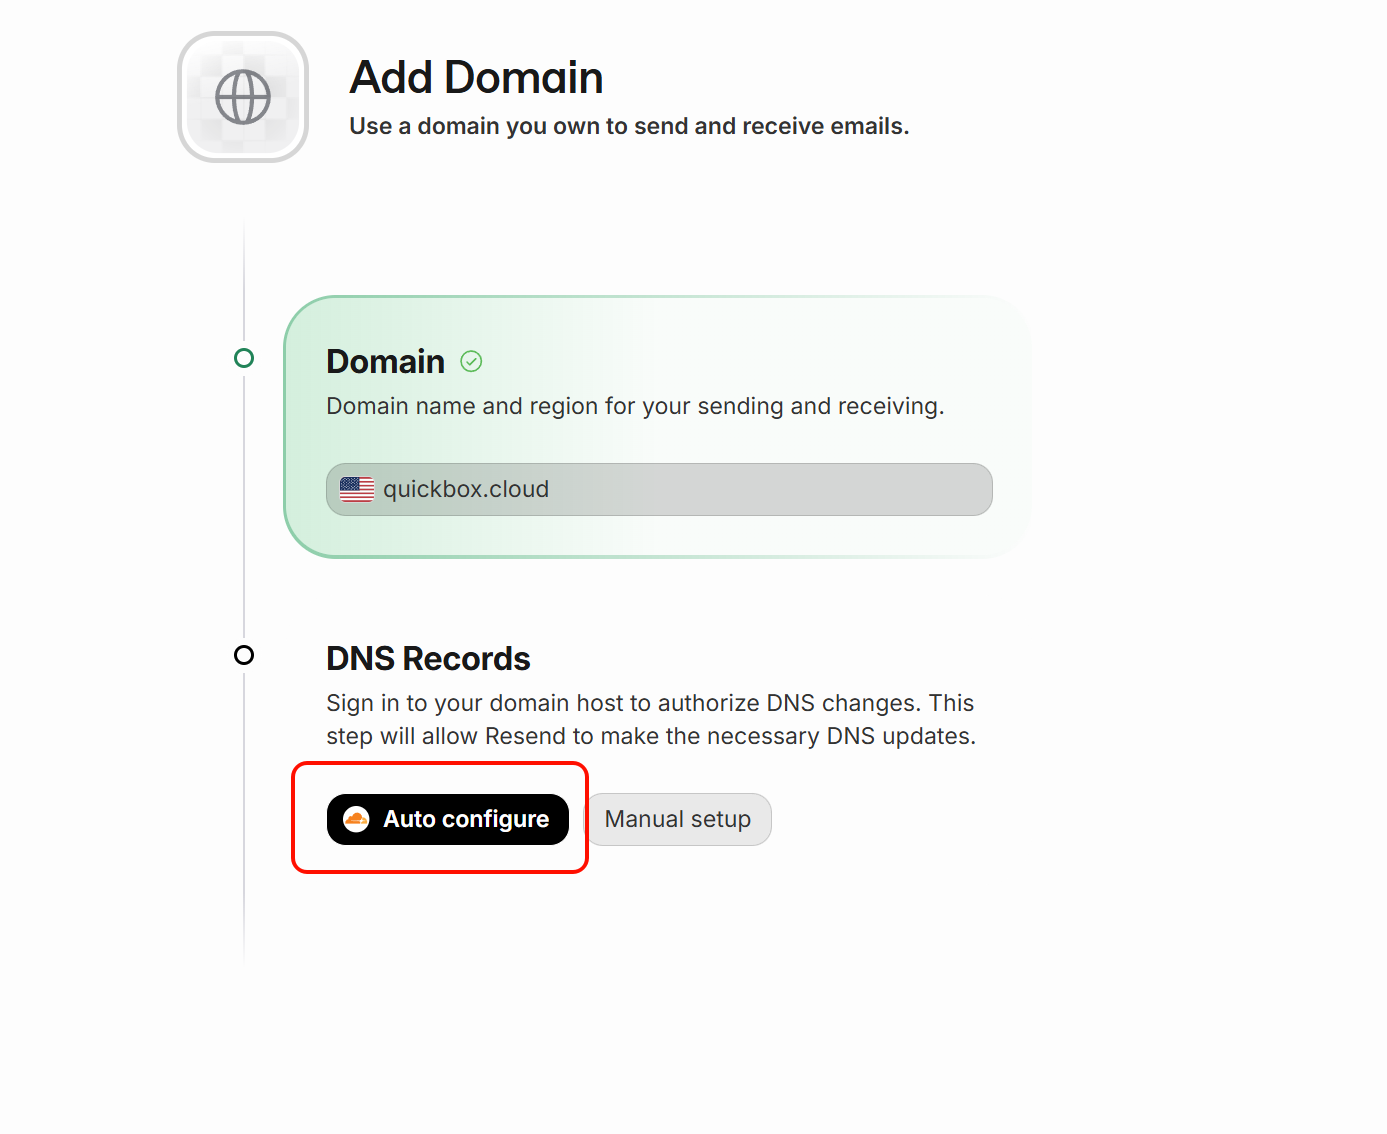 Add Domain
Use a domain you own to send and receive emails.
Domain
Domain name and region for your sending and receiving.
quickbox.cloud
DNS Records
Sign in to your domain host to authorize DNS changes. This
step will allow Resend to make the necessary DNS updates.
Auto configure
Manual setup